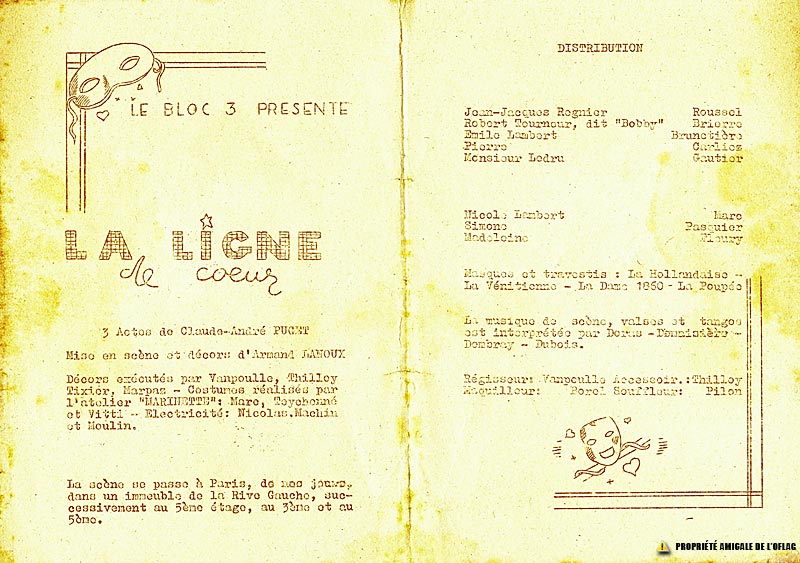 LE BLOC 3 PRESENTE
LA LIGNE
de coeur
3 Actes de Claude-André PUGET
Mise en scène et décors d'Armand LANOUX
Décors exécutés par Vanpoulle, Thilloy
Tixier, Marpaz - Costumes réalisés par
l'atelier "MARINETTE": Marc, Teychenné
et Vitti - Electricité: Nicolas.Machin
et Moulin.
La scène se passe à Paris, de nos jours,
dans un immeuble de la Rive Gauche, suc-
cessivement au 5ème étage, au 3ème et au
5ème.
DISTRIBUTION
Jean-Jacques Regnier Roussel
Robert Tourneur, dit "Bobby" Brierre
Emile Lambert Brunetière
Pierre Carliez
Monsieur Ledru Gautier
Nicole Lambert Marc
Simone Pasquier
Madeleine Fleury
Masques et travestis : La Hollandaise -
La Vénitienne - La Dame 1860 - La Poupée
La musique de scène, valses et tangos
est interprétée par
Dombray - Dubois.
Régisseur: Vanpoulle Accessoir.:Thilloy
Maquilleur: Porel Souffleur: Pilon
PROPRIÉTÉ AMICALE DE L'OFLAG